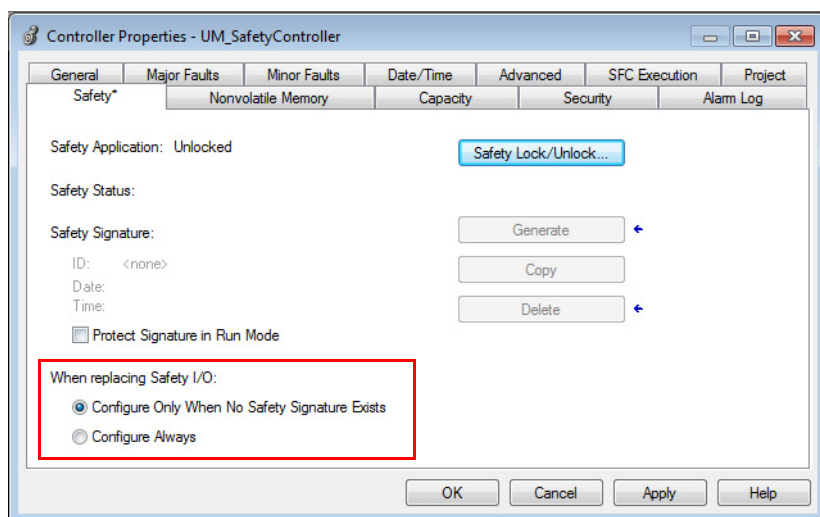 Controller Properties - UM_SafetyController
General Major Faults Minor Faults Date/Time Advanced SFC Execution Project
Safety* Nonvolatile Memory Capacity Security Alarm Log
Safety Application: Unlocked Safety Lock/Unlock...
Safety Status:
Safety Signature: Generate
ID: <none> Copy
Date:
Time: Delete
Protect Signature in Run Mode
When replacing Safety I/O:
Configure Only When No Safety Signature Exists
Configure Always
OK Cancel Apply Help